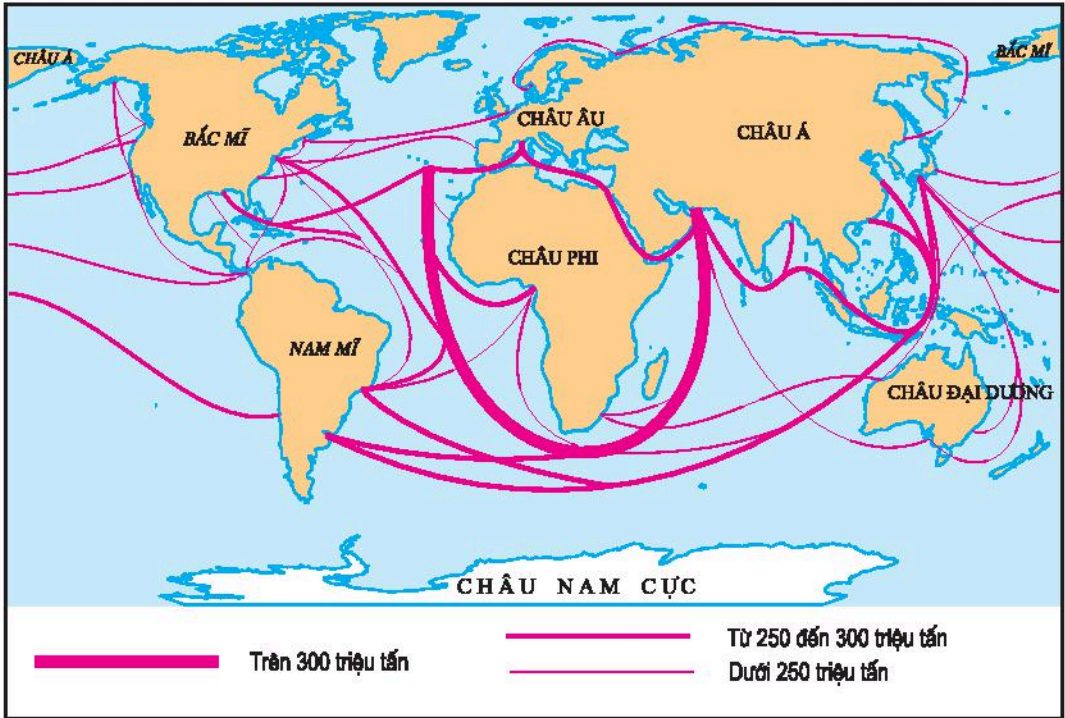 CHÂU Á
BẮC MĨ
BẮC MĨ
CHÂU ÂU
CHÂU Á
CHÂU PHI
NAM MĨ
CHÂU ĐẠI DƯƠNG
CHÂU NAM CỰC
Trên 300 triệu tấn
Từ 250 đến 300 triệu tấn
Dưới 250 triệu tấn